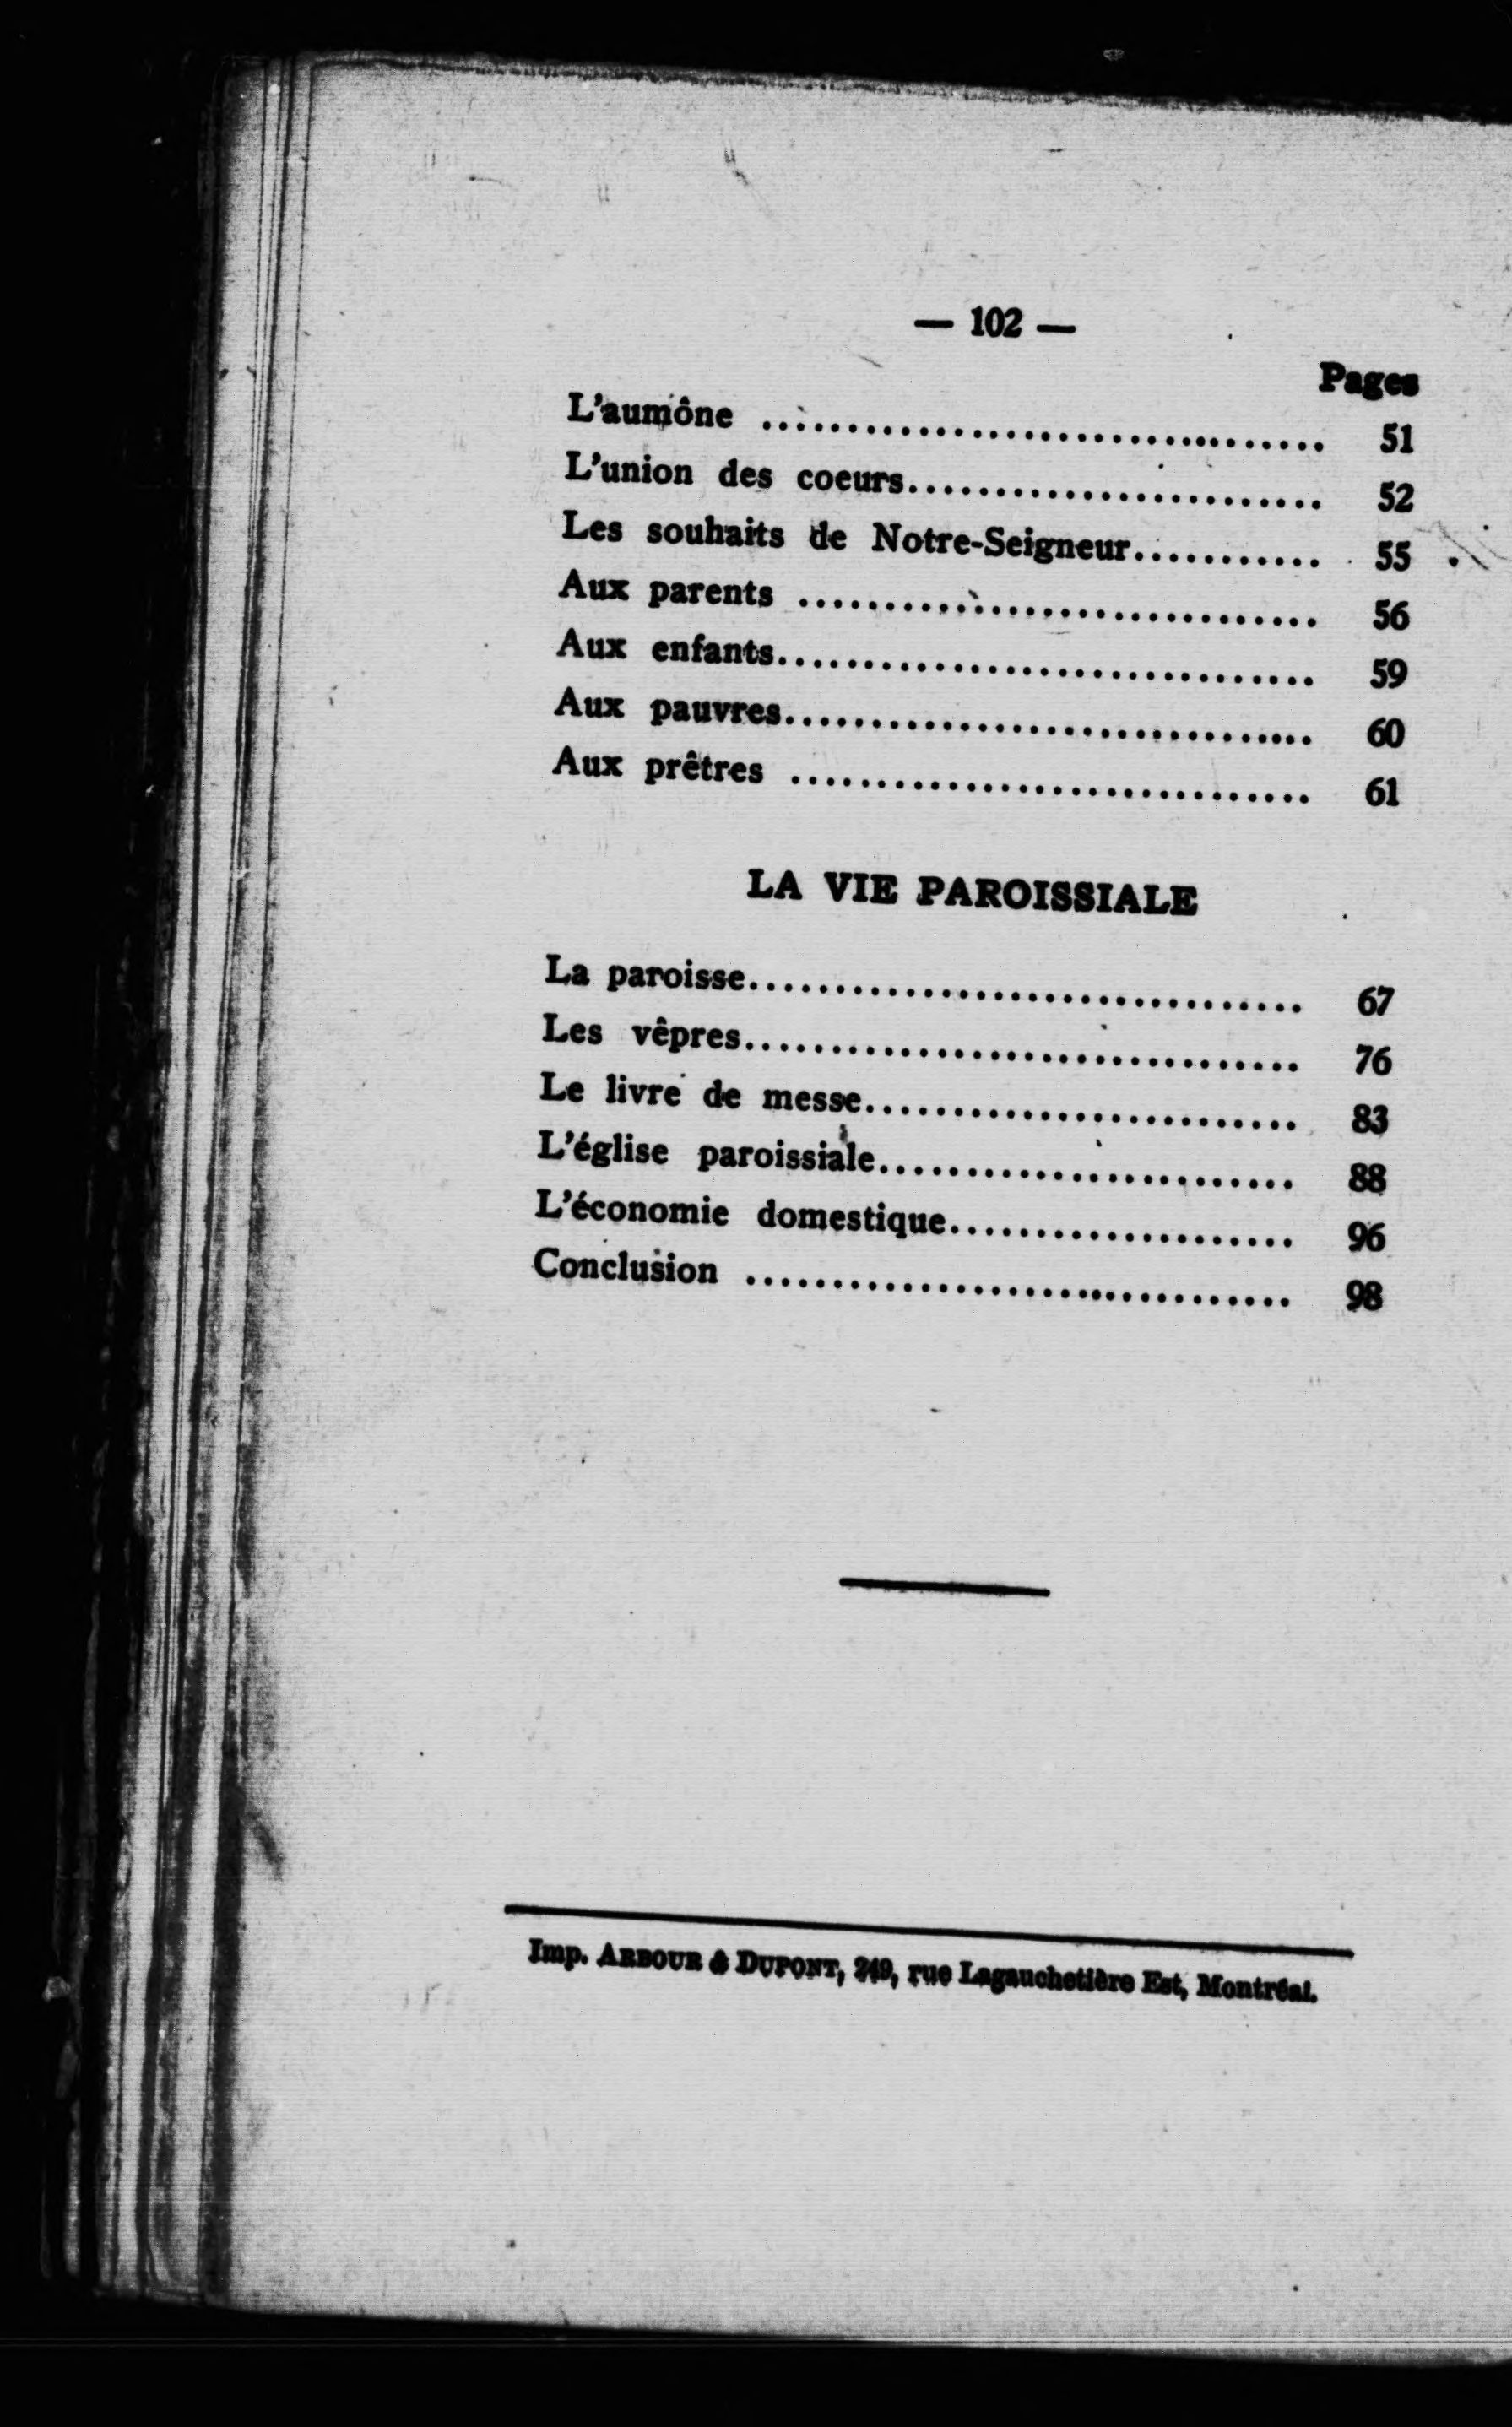 — 102 —
Pages
L'aumône ................................ 51
L'union des coeurs........................ 52
Les souhaits de Notre-Seigneur........... 55
Aux parents .............................. 56
Aux enfants............................... 59
Aux pauvres............................... 60
Aux prêtres .............................. 61
LA VIE PAROISSIALE
La paroisse................................ 67
Les vêpres................................ 76
Le livre de messe......................... 83
L'église paroissiale........................ 88
L'économie domestique.................... 96
Conclusion ................................ 98
Imp. ARBOUR & DUPONT, 249, rue Lagauchetière Est, Montréal.